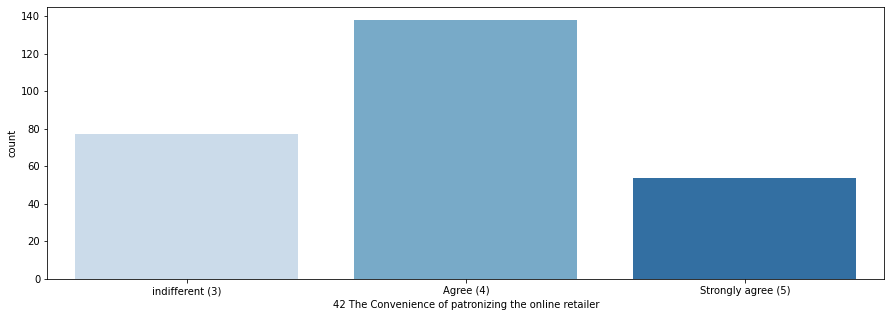 140
120
100
80
60
40
20
0
count
indifferent (3) Agree (4) Strongly agree (5)
42 The Convenience of patronizing the online retailer